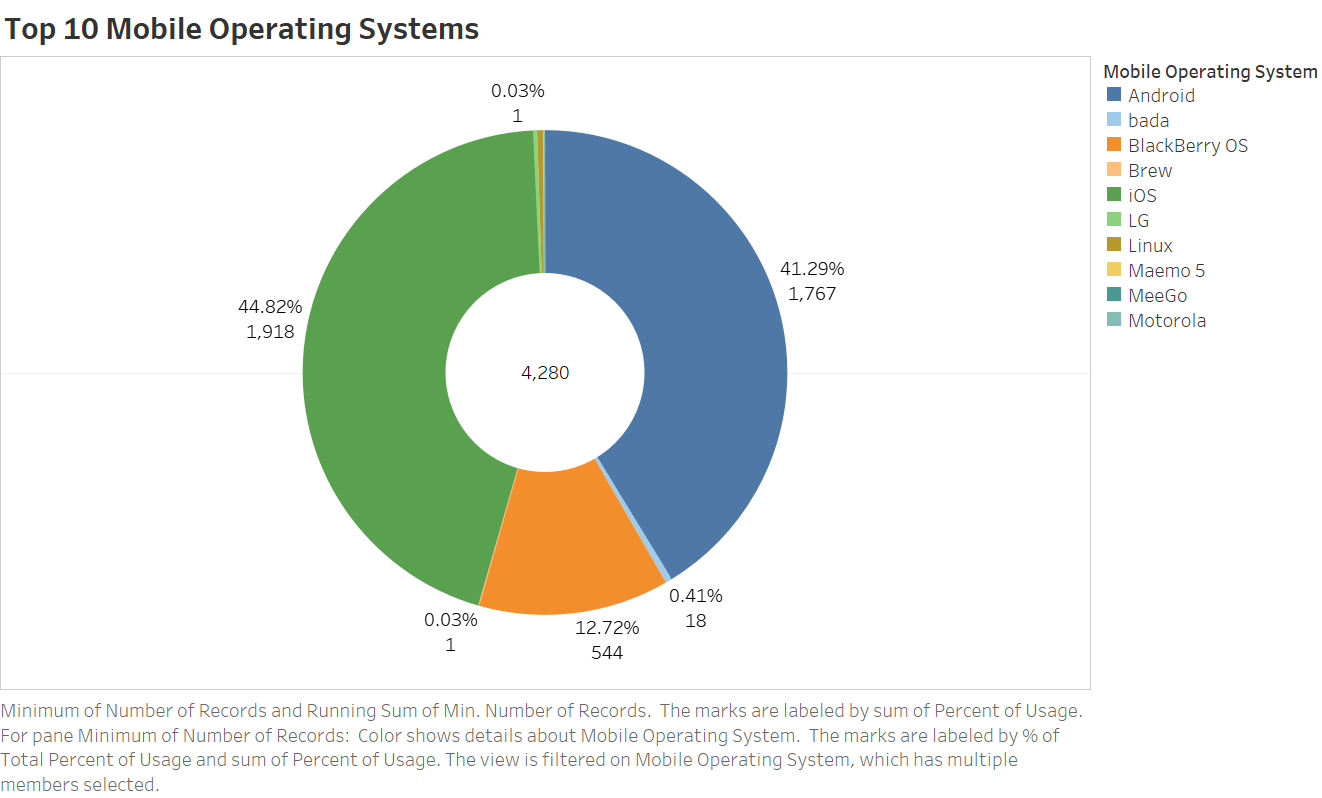 Top 10 Mobile Operating Systems
Mobile Operating System
Android
bada
BlackBerry OS
Brew
iOS
LG
Linux
Maemo 5
MeeGo
Motorola
0.03%
1
41.29%
1,767
44.82%
1,918
4,280
0.41%
18
0.03%
1
12.72%
544
Minimum of Number of Records and Running Sum of Min. Number of Records.  The marks are labeled by sum of Percent of Usage.
For pane Minimum of Number of Records:  Color shows details about Mobile Operating System.  The marks are labeled by % of
Total Percent of Usage and sum of Percent of Usage. The view is filtered on Mobile Operating System, which has multiple
members selected.